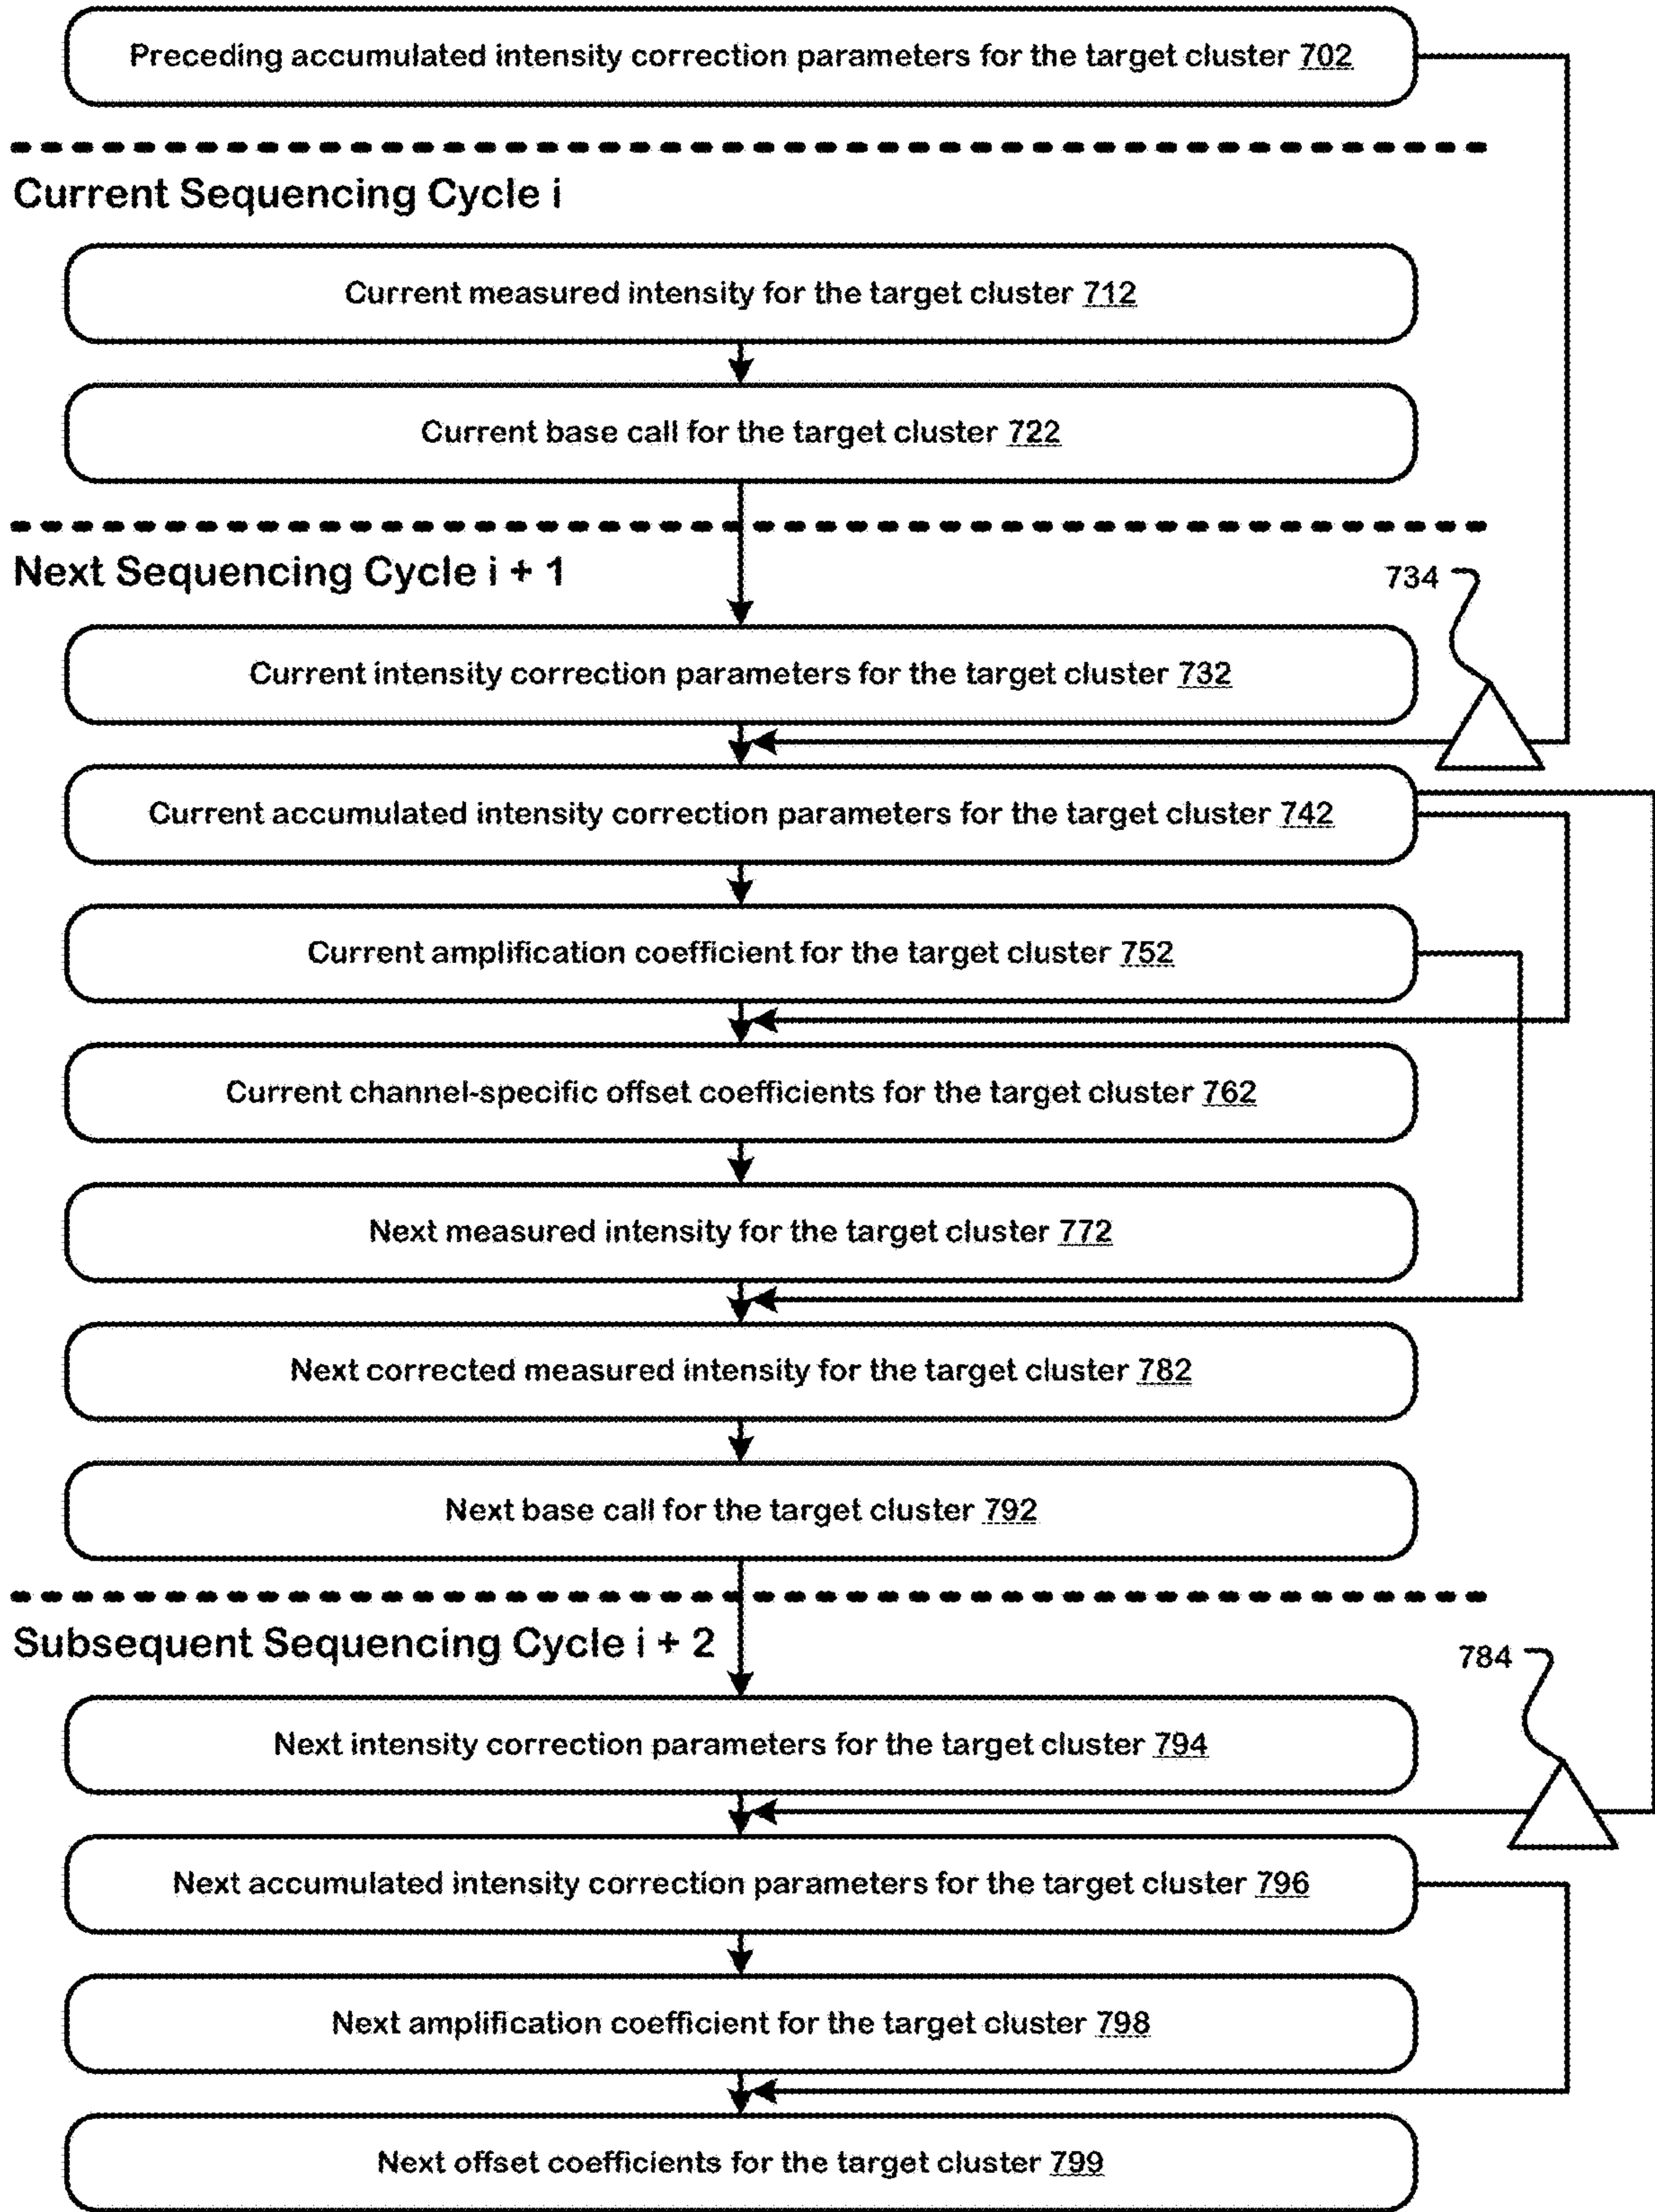 Preceding accumulated intensity correction parameters for the target cluster 702
Current Sequencing Cycle i
Current measured intensity for the target cluster 712
Current base call for the target cluster 722
Next Sequencing Cycle i + 1
734
Current intensity correction parameters for the target cluster 732
Current accumulated intensity correction parameters for the target cluster 742
Current amplification coefficient for the target cluster 752
Current channel-specific offset coefficients for the target cluster 762
Next measured intensity for the target cluster 772
Next corrected measured intensity for the target cluster 782
Next base call for the target cluster 792
Subsequent Sequencing Cycle i + 2
784
Next intensity correction parameters for the target cluster 794
Next accumulated intensity correction parameters for the target cluster 796
Next amplification coefficient for the target cluster 798
Next offset coefficients for the target cluster 799